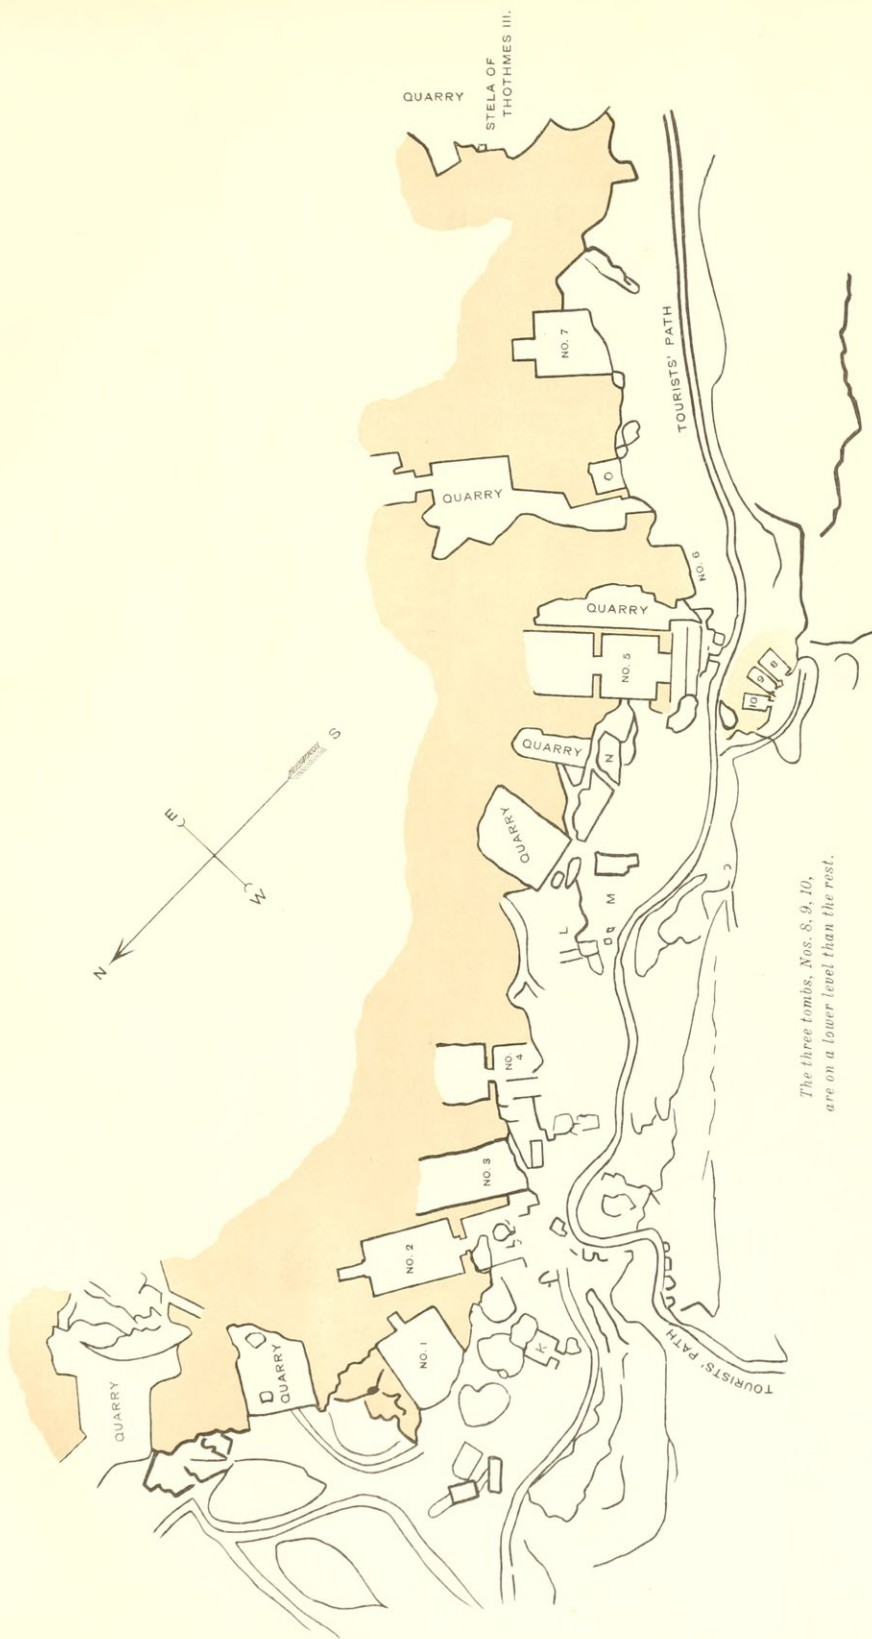 QUARRY
STELA OF
THOTHMES III.
NO. 7
TOURISTS' PATH
QUARRY
O
NO. 6
QUARRY
NO. 5
8
9
10
QUARRY
N
S
E
W
N
QUARRY
M
L
The three tombs, Nos. 8, 9, 10,
are on a lower level than the rest.
NO.
4
NO. 3
NO. 2
NO. 1
K
QUARRY
QUARRY
TOURISTS' PATH